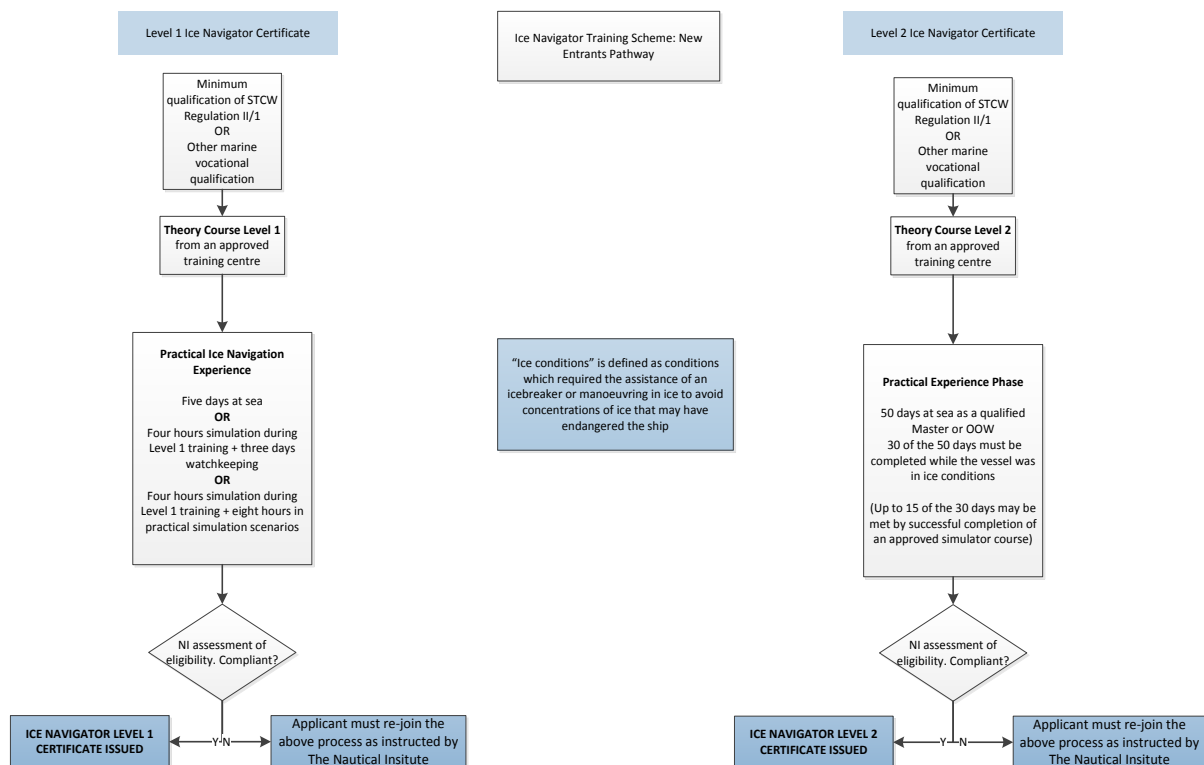 Level 1 Ice Navigator Certificate
Ice Navigator Training Scheme: New
Entrants Pathway
Level 2 Ice Navigator Certificate
Minimum
qualification of STCW
Regulation II/1
OR
Other marine
vocational
qualification
Theory Course Level 1
from an approved
training centre
Practical Ice Navigation
Experience
Five days at sea
OR
Four hours simulation during
Level 1 training + three days
watchkeeping
OR
Four hours simulation during
Level 1 training + eight hours in
practical simulation scenarios
NI assessment of
eligibility. Compliant?
Y
N
ICE NAVIGATOR LEVEL 1
CERTIFICATE ISSUED
Applicant must re-join the
above process as instructed by
The Nautical Insitute
"Ice conditions" is defined as conditions
which required the assistance of an
icebreaker or manoeuvring in ice to avoid
concentrations of ice that may have
endangered the ship
Minimum
qualification of STCW
Regulation II/1
OR
Other marine
vocational
qualification
Theory Course Level 2
from an approved
training centre
Practical Experience Phase
50 days at sea as a qualified
Master or OOW
30 of the 50 days must be
completed while the vessel was
in ice conditions
(Up to 15 of the 30 days may be
met by successful completion of
an approved simulator course)
NI assessment of
eligibility. Compliant?
Y
N
ICE NAVIGATOR LEVEL 2
CERTIFICATE ISSUED
Applicant must re-join the
above process as instructed by
The Nautical Insitute